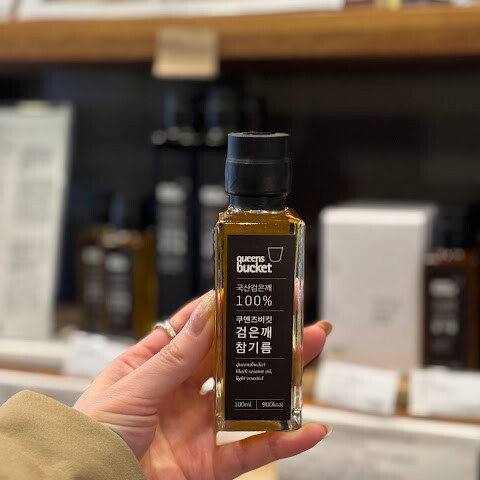 queens
bucket
국산검은깨
100%
쿠엔즈버킷
검은깨
참기름
queensbucket
black sesame oil,
light-roasted
100ml 900kcal